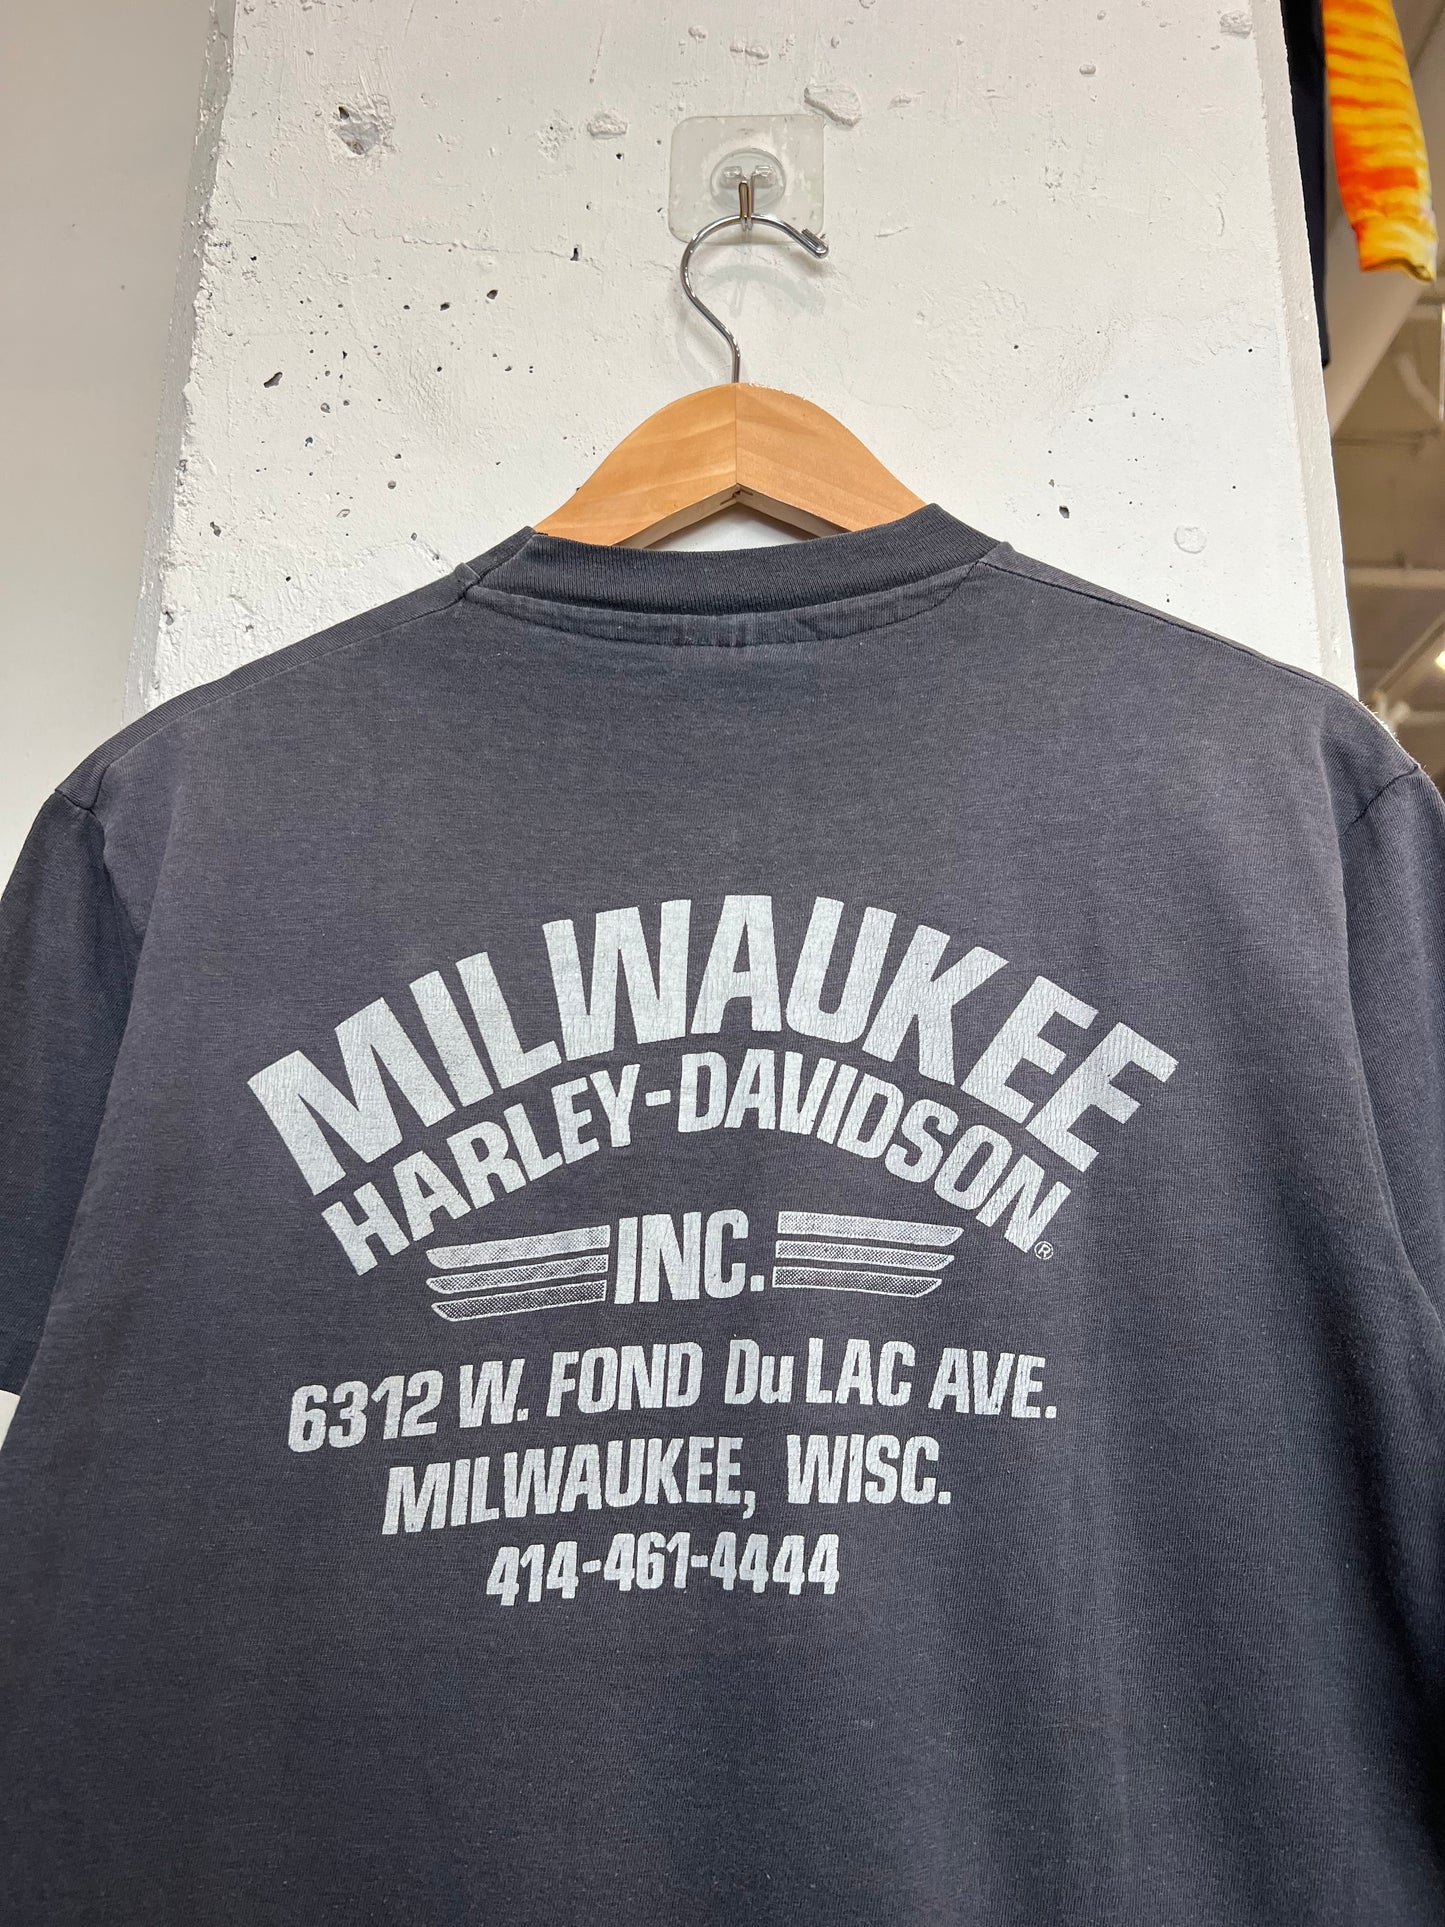 MILWAUKEE
HARLEY-DAVIDSON
INC.®
6312 W. FOND Du LAC AVE.
MILWAUKEE, WISC.
414-461-4444